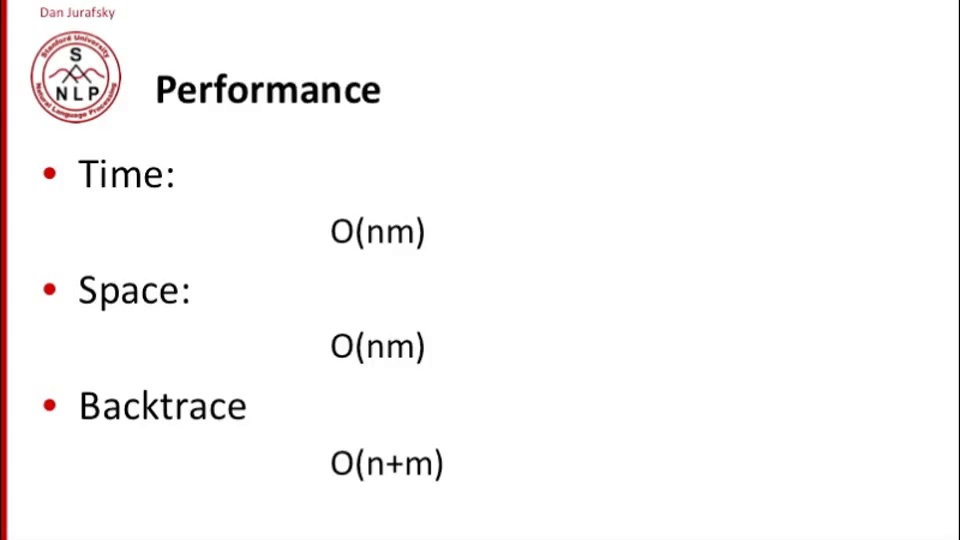 Dan Jurafsky
Stanford University
S
NLP
Natural Language Processing
Performance
• Time:
O(nm)
• Space:
O(nm)
• Backtrace
O(n+m)